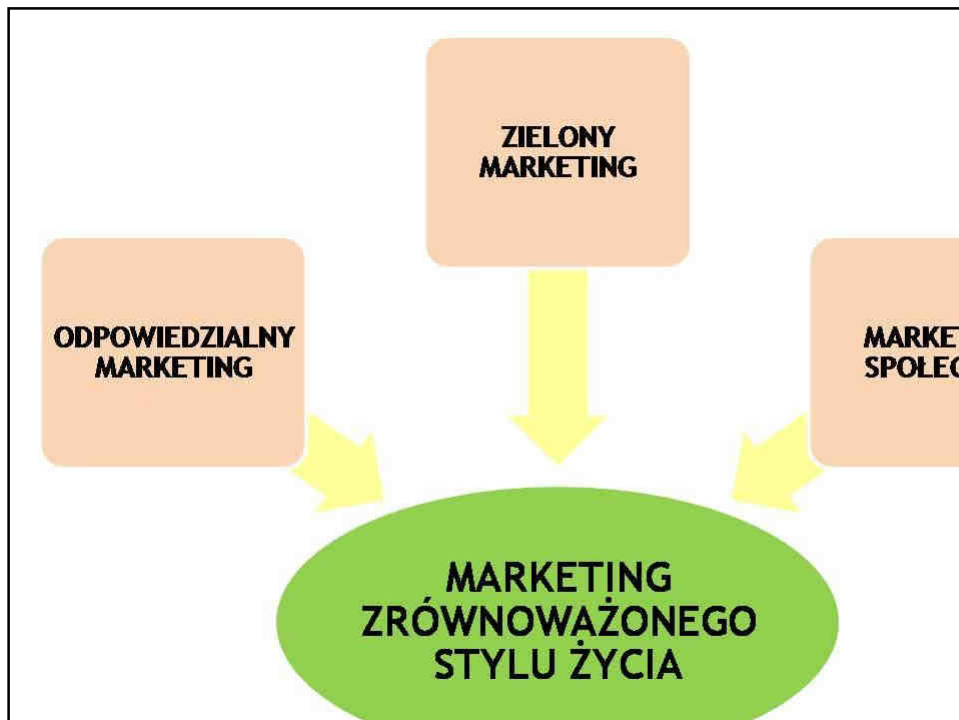 ZIELONY
MARKETING
ODPOWIEDZIALNY
MARKETING
MARKETING
ZRÓWNOWAŻONEGO
STYLU ŻYCIA